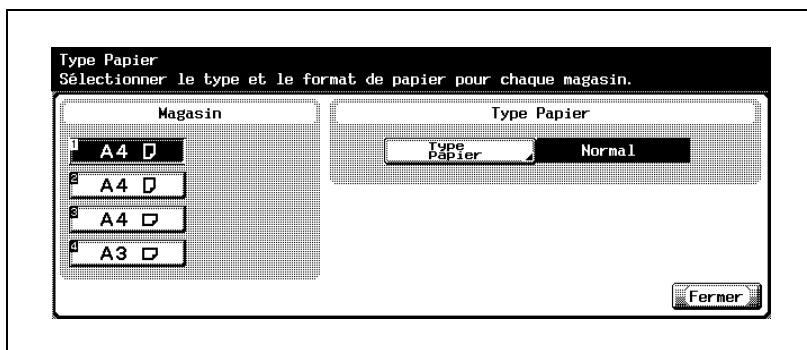 Type Papier
Sélectionner le type et le format de papier pour chaque magasin.
Magasin
Type Papier
1 A4
Type Papier
Normal
2 A4
3 A4
4 A3
Fermer